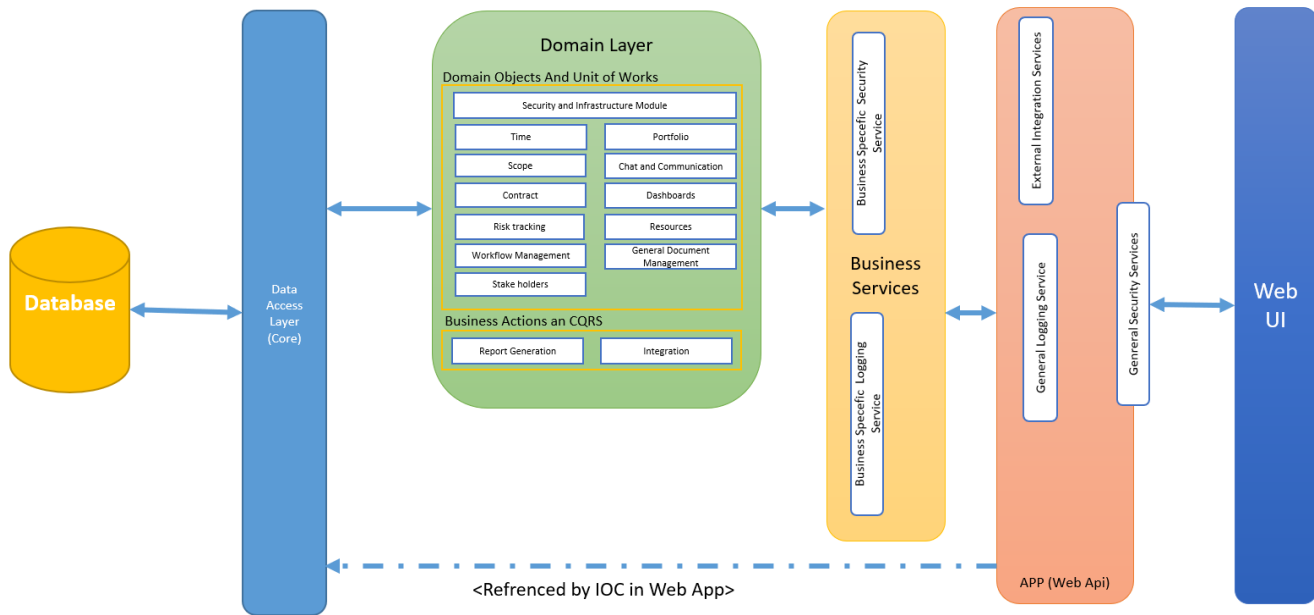 Database
Data
Access
Layer
(Core)
Domain Layer
Domain Objects And Unit of Works
Security and Infrastructure Module
Time
Portfolio
Scope
Chat and Communication
Contract
Dashboards
Risk tracking
Resources
Workflow Management
General Document
Management
Stake holders
Business Actions an CQRS
Report Generation
Integration
Business Specefic Security
Service
Business
Services
Business Specefic Logging
Service
External Integration Services
General Logging Service
Genreral Security Services
APP (Web Api)
Web
UI
<Refrenced by IOC in Web App>